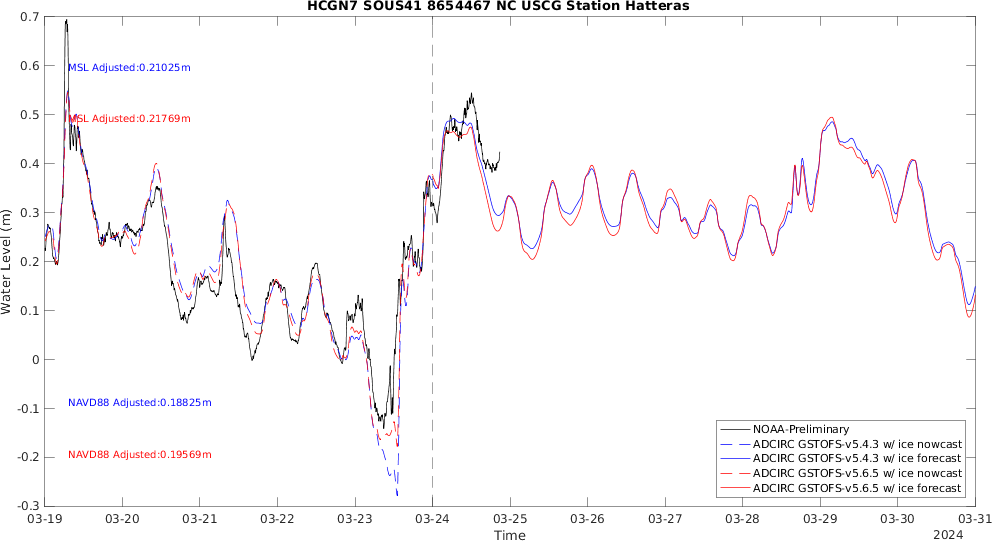 HCGN7 SOUS41 8654467 NC USCG Station Hatteras
0.7
0.6
0.5
0.4
0.3
0.2
0.1
0
-0.1
-0.2
-0.3
Water Level (m)
MSL Adjusted:0.21025m
MSL Adjusted:0.21769m
NAVD88 Adjusted:0.18825m
NAVD88 Adjusted:0.19569m
NOAA-Preliminary
ADCIRC GSTOFS-v5.4.3 w/ ice nowcast
ADCIRC GSTOFS-v5.4.3 w/ ice forecast
ADCIRC GSTOFS-v5.6.5 w/ ice nowcast
ADCIRC GSTOFS-v5.6.5 w/ ice forecast
03-19 03-20 03-21 03-22 03-23 03-24 03-25 03-26 03-27 03-28 03-29 03-30 03-31
Time
2024